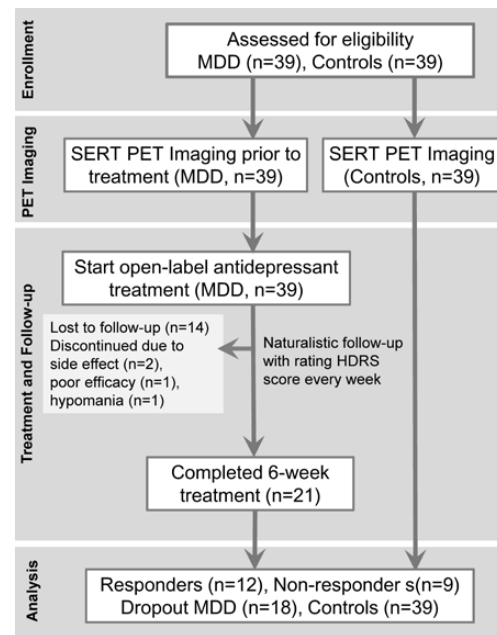 Enrollment
Assessed for eligibility
MDD (n=39), Controls (n=39)
PET Imaging
SERT PET Imaging prior to
treatment (MDD, n=39)
SERT PET Imaging
(Controls, n=39)
Treatment and Follow-up
Start open-label antidepressant
treatment (MDD, n=39)
Lost to follow-up (n=14)
Discontinued due to
side effect (n=2),
poor efficacy (n=1),
hypomania (n=1)
Naturalistic follow-up
with rating HDRS
score every week
Completed 6-week
treatment (n=21)
Analysis
Responders (n=12), Non-responder s(n=9)
Dropout MDD (n=18), Controls (n=39)